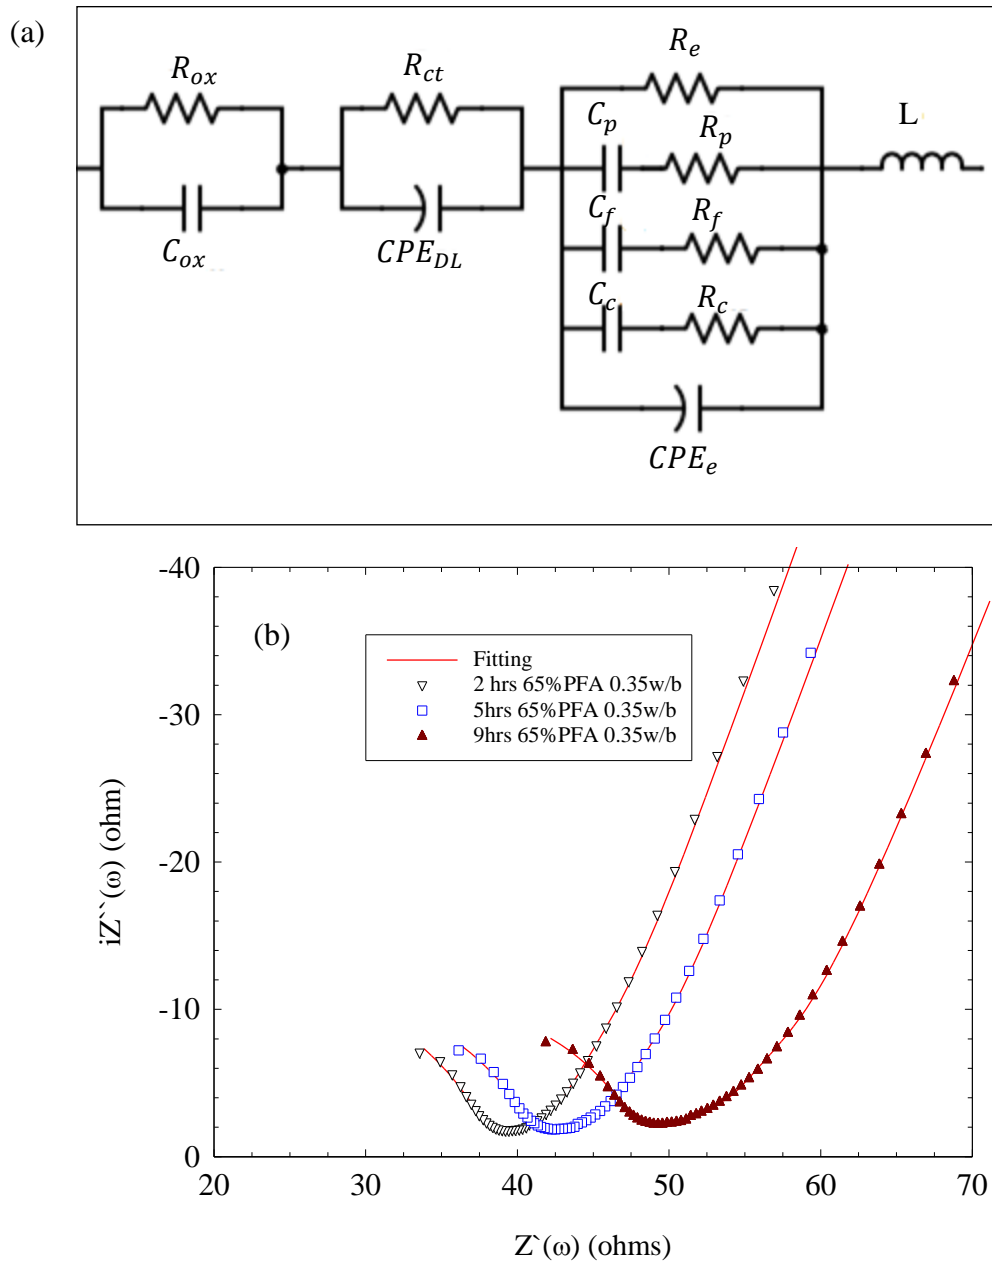 (a)
R_ox
C_ox
R_ct
CPE_DL
R_e
C_p
R_p
C_f
R_f
C_c
R_c
CPE_e
L
(b)
-40
-30
-20
-10
0
iZ``(ω) (ohm)
Fitting
2 hrs 65%PFA 0.35w/b
5hrs 65%PFA 0.35w/b
9hrs 65%PFA 0.35w/b
20 30 40 50 60 70
Z`(ω) (ohms)